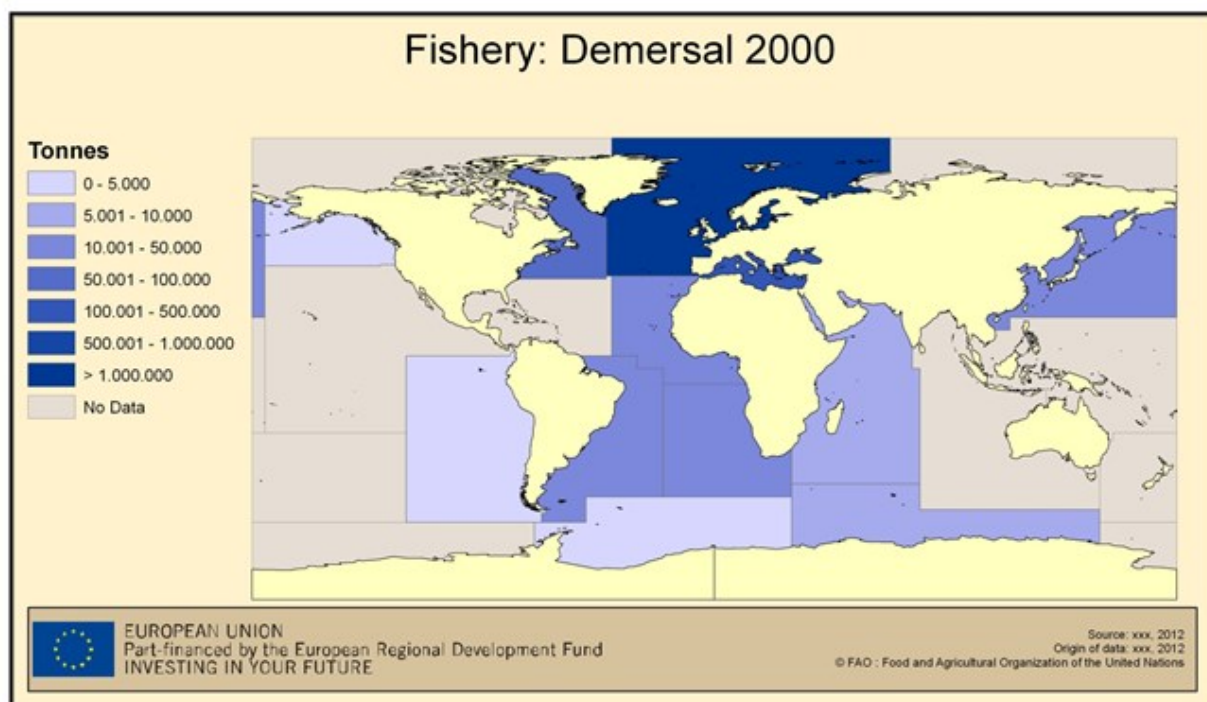 Fishery: Demersal 2000
Tonnes
0 - 5.000
5.001 - 10.000
10.001 - 50.000
50.001 - 100.000
100.001 - 500.000
500.001 - 1.000.000
> 1.000.000
No Data
EUROPEAN UNION
Part-financed by the European Regional Development Fund
INVESTING IN YOUR FUTURE
Source: xxx, 2012
Origin of data: xxx, 2012
© FAO : Food and Agricultural Organization of the United Nations